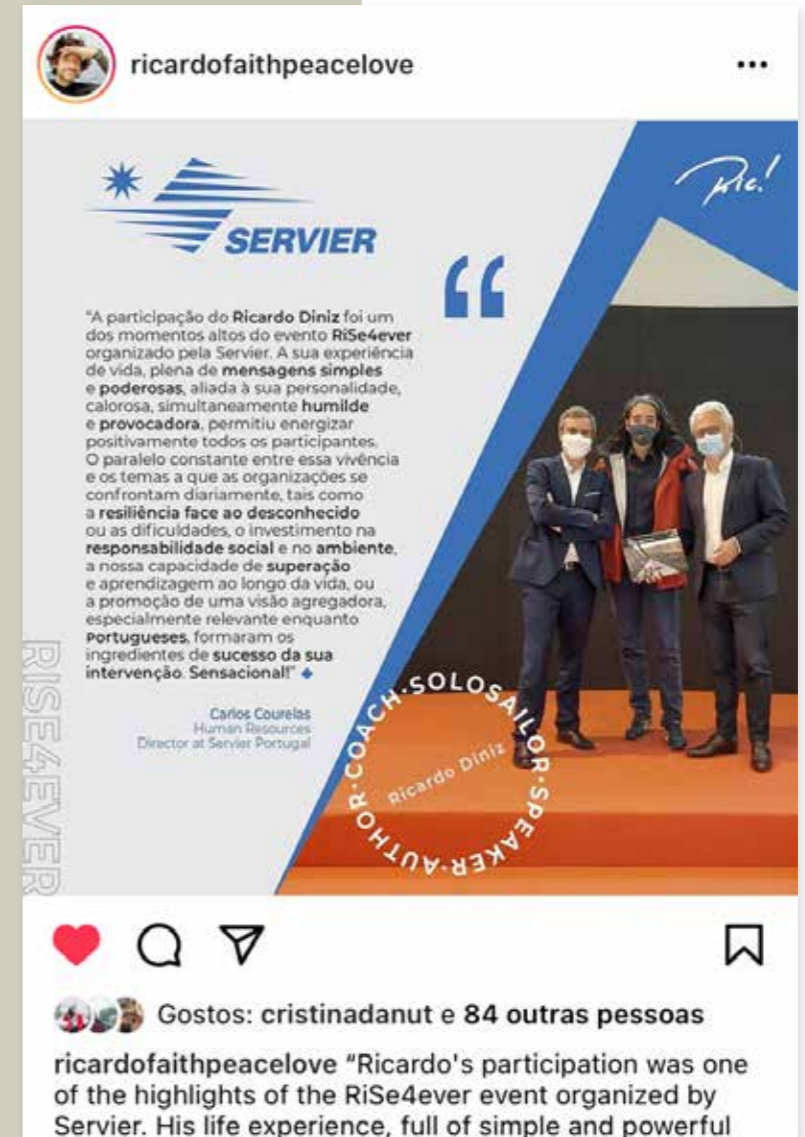 ricardofaithpeacelove
Ric!
SERVIER
“
"A participação do Ricardo Diniz foi um
dos momentos altos do evento RiSe4ever
organizado pela Servier. A sua experiência
de vida, plena de mensagens simples
e poderosas, aliada à sua personalidade,
calorosa, simultaneamente humilde
e provocadora, permitiu energizar
positivamente todos os participantes.
O paralelo constante entre essa vivência
e os temas a que as organizações se
confrontam diariamente, tais como
a resiliência face ao desconhecido
ou as dificuldades, o investimento na
responsabilidade social e no ambiente,
a nossa capacidade de superação
e aprendizagem ao longo da vida, ou
a promoção de uma visão agregadora,
especialmente relevante enquanto
Portugueses, formaram os
ingredientes de sucesso da sua
intervenção. Sensacional!"
Carlos Courelas
Human Resources
Director at Servier Portugal
RISE4EVER
AUTHOR·COACH·SOLOSAILOR·SPEAKER·
Ricardo Diniz
Gostos: cristinadanut e 84 outras pessoas
ricardofaithpeacelove "Ricardo's participation was one
of the highlights of the RiSe4ever event organized by
Servier. His life experience, full of simple and powerful